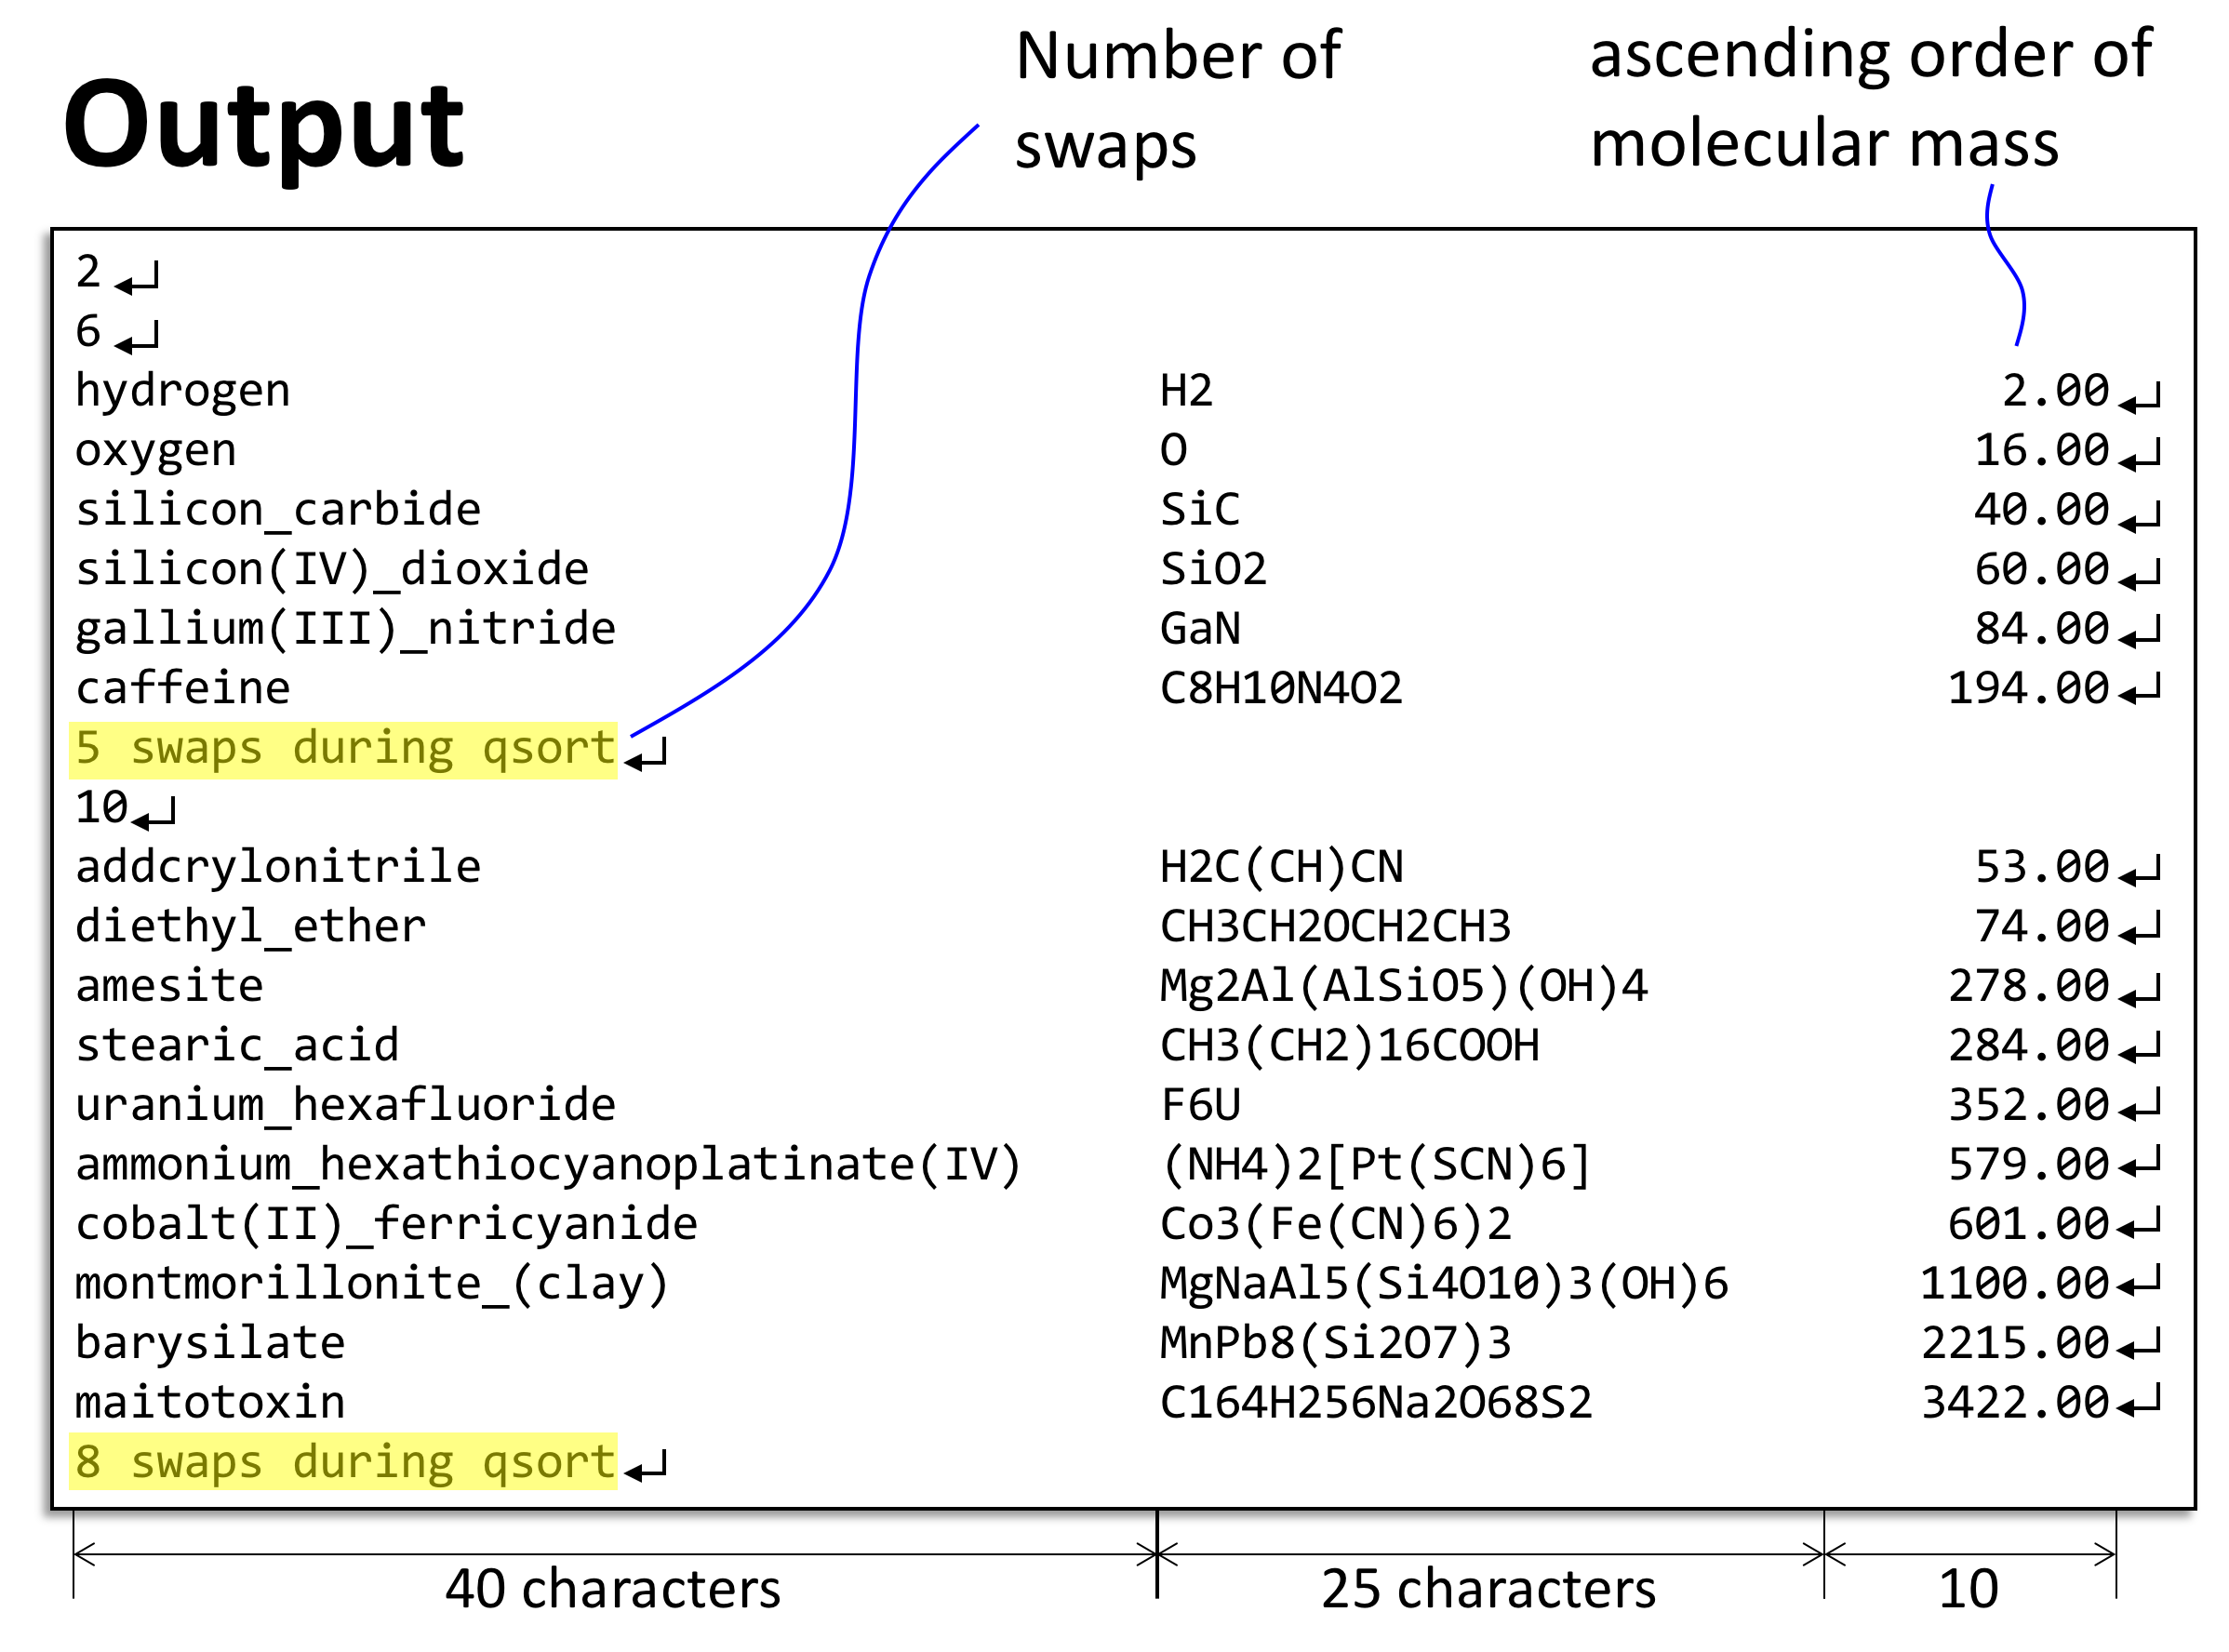 Output
Number of
swaps
ascending order of
molecular mass
2
6
hydrogen H2 2.00
oxygen O 16.00
silicon_carbide SiC 40.00
silicon(IV)_dioxide SiO2 60.00
gallium(III)_nitride GaN 84.00
caffeine C8H10N4O2 194.00
5 swaps during qsort
10
addcrylonitrile H2C(CH)CN 53.00
diethyl_ether CH3CH2OCH2CH3 74.00
amesite Mg2Al(AlSiO5)(OH)4 278.00
stearic_acid CH3(CH2)16COOH 284.00
uranium_hexafluoride F6U 352.00
ammonium_hexathiocyanoplatinate(IV) (NH4)2[Pt(SCN)6] 579.00
cobalt(II)_ferricyanide Co3(Fe(CN)6)2 601.00
montmorillonite_(clay) MgNaAl5(Si4O10)3(OH)6 1100.00
barysilate MnPb8(Si2O7)3 2215.00
maitotoxin C164H256Na2O68S2 3422.00
8 swaps during qsort
40 characters 25 characters 10